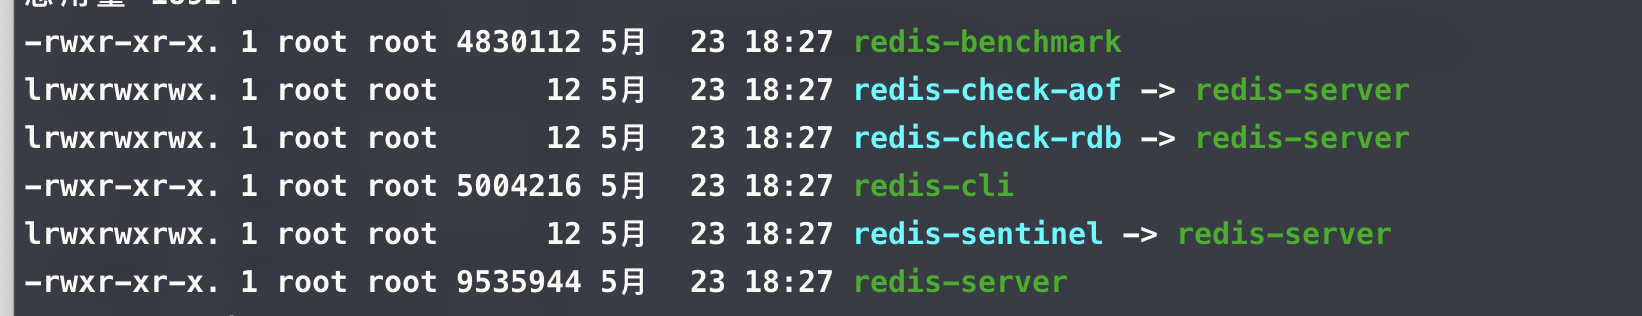 -rwxr-xr-x. 1 root root 4830112 5月  23 18:27 redis-benchmark
lrwxrwxrwx. 1 root root      12 5月  23 18:27 redis-check-aof -> redis-server
lrwxrwxrwx. 1 root root      12 5月  23 18:27 redis-check-rdb -> redis-server
-rwxr-xr-x. 1 root root 5004216 5月  23 18:27 redis-cli
lrwxrwxrwx. 1 root root      12 5月  23 18:27 redis-sentinel -> redis-server
-rwxr-xr-x. 1 root root 9535944 5月  23 18:27 redis-server